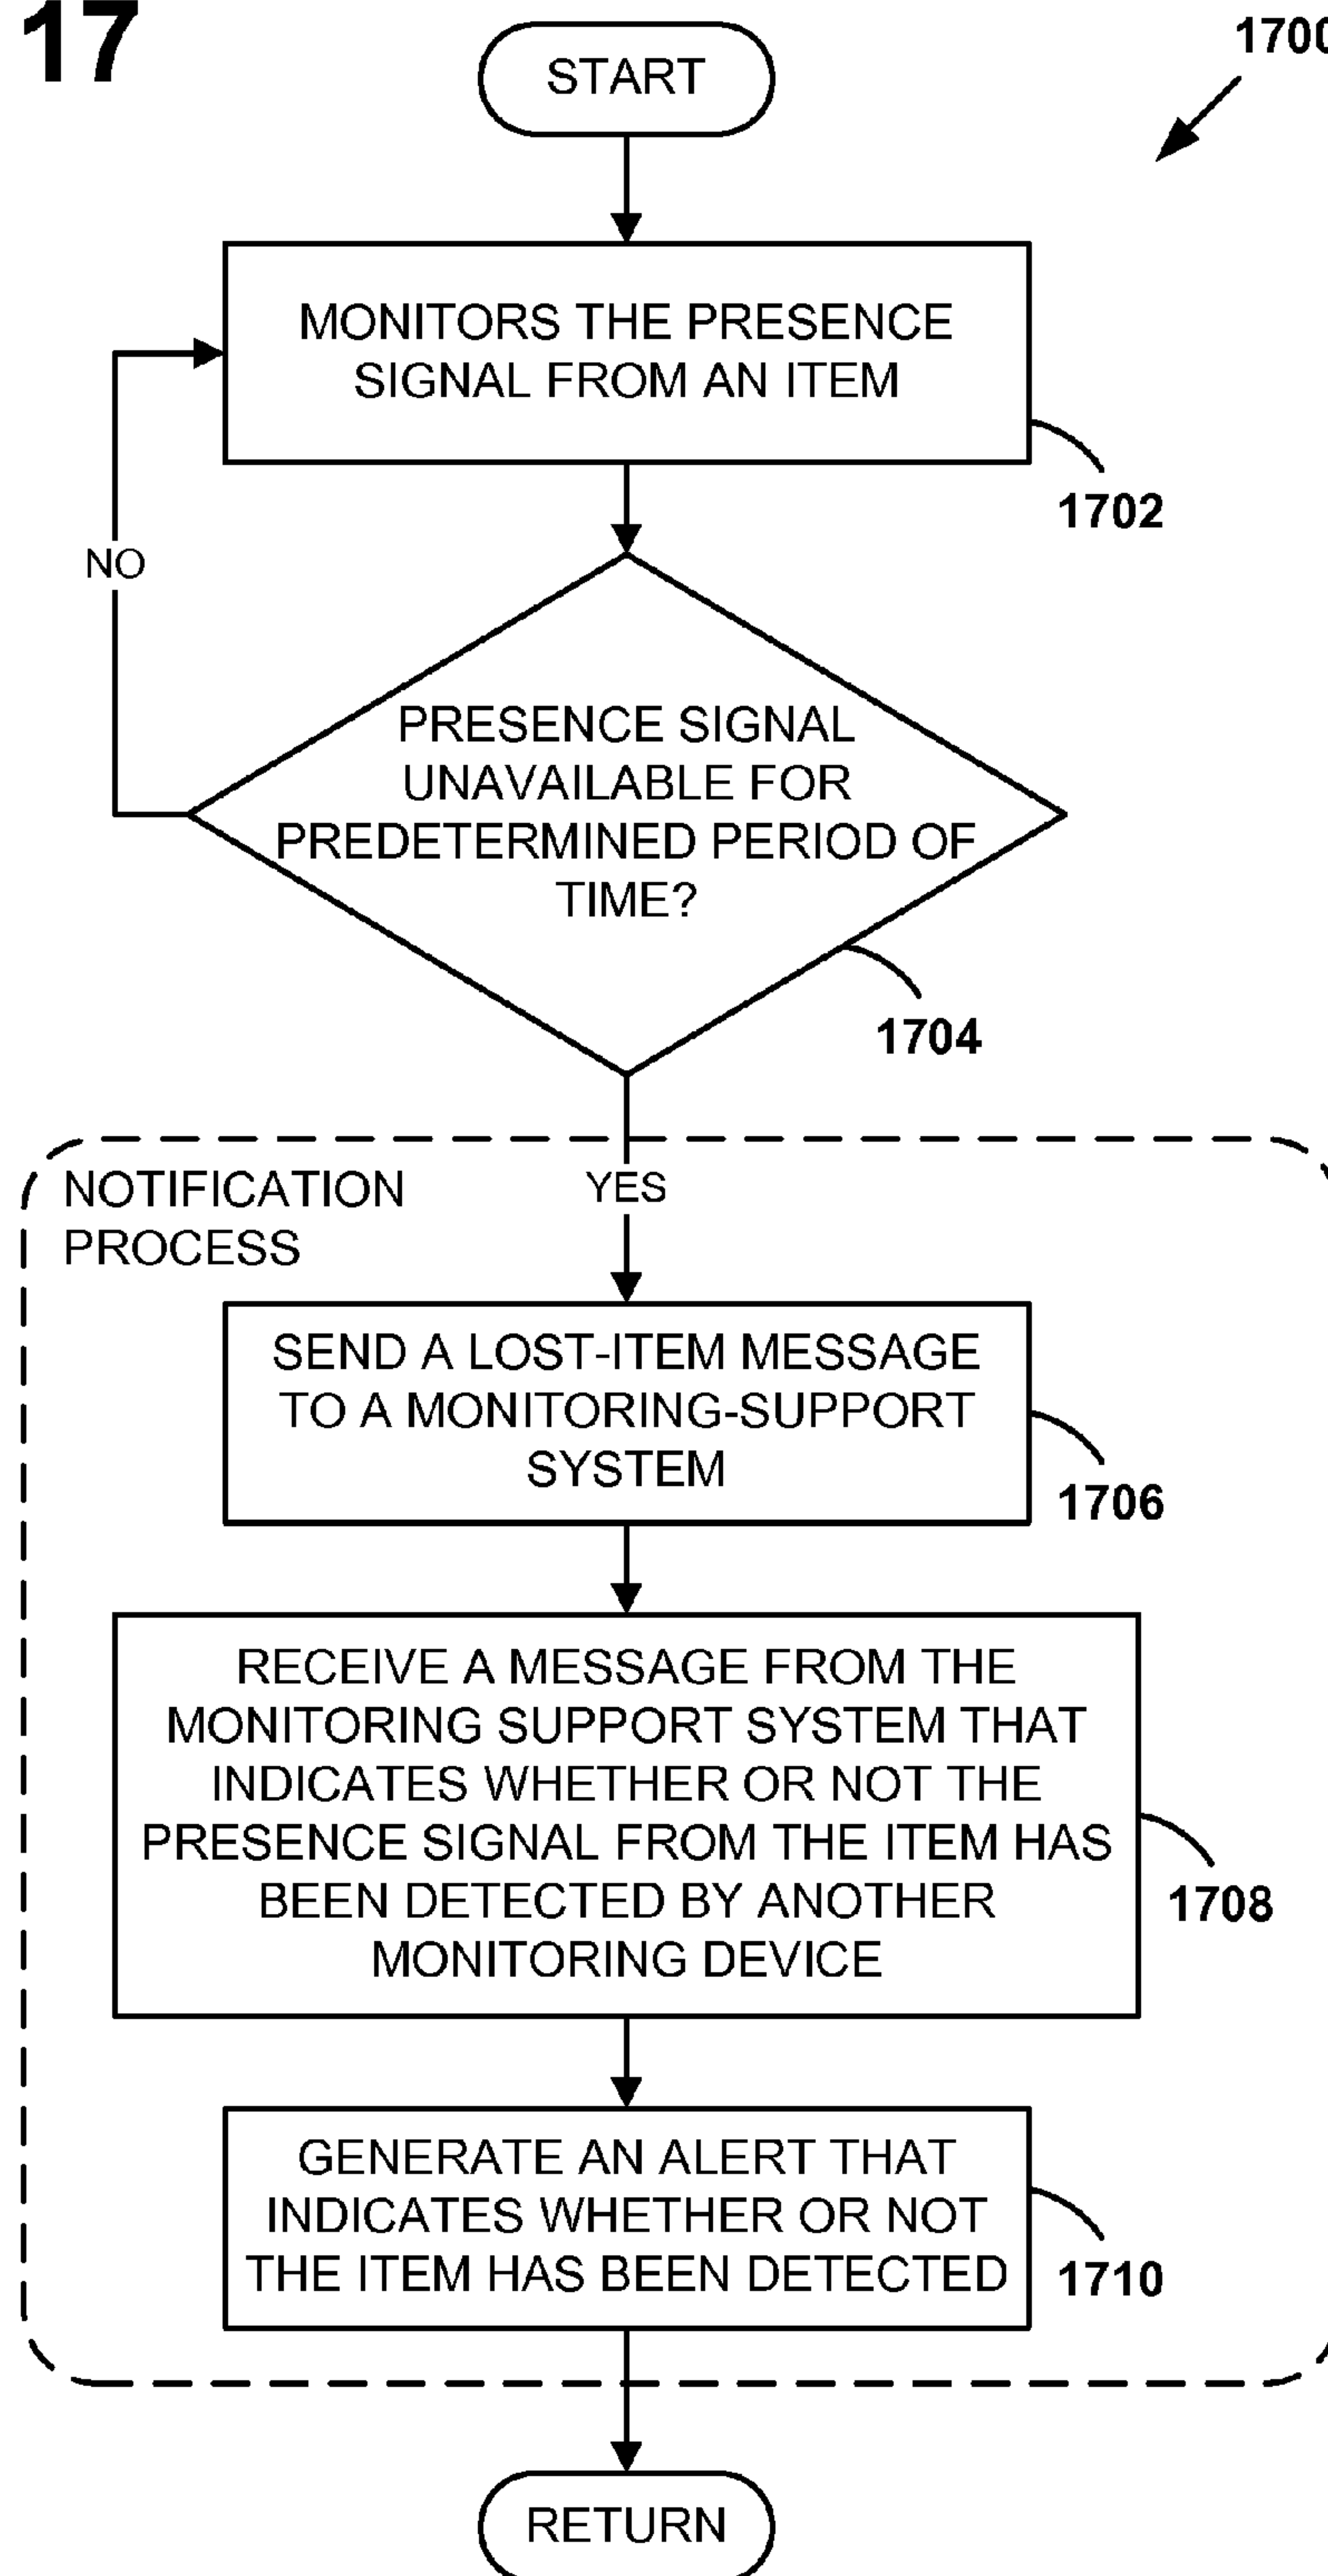 17
1700
START
MONITORS THE PRESENCE
SIGNAL FROM AN ITEM
1702
NO
PRESENCE SIGNAL
UNAVAILABLE FOR
PREDETERMINED PERIOD OF
TIME?
1704
NOTIFICATION
PROCESS
YES
SEND A LOST-ITEM MESSAGE
TO A MONITORING-SUPPORT
SYSTEM
1706
RECEIVE A MESSAGE FROM THE
MONITORING SUPPORT SYSTEM THAT
INDICATES WHETHER OR NOT THE
PRESENCE SIGNAL FROM THE ITEM HAS
BEEN DETECTED BY ANOTHER
MONITORING DEVICE
1708
GENERATE AN ALERT THAT
INDICATES WHETHER OR NOT
THE ITEM HAS BEEN DETECTED
1710
RETURN